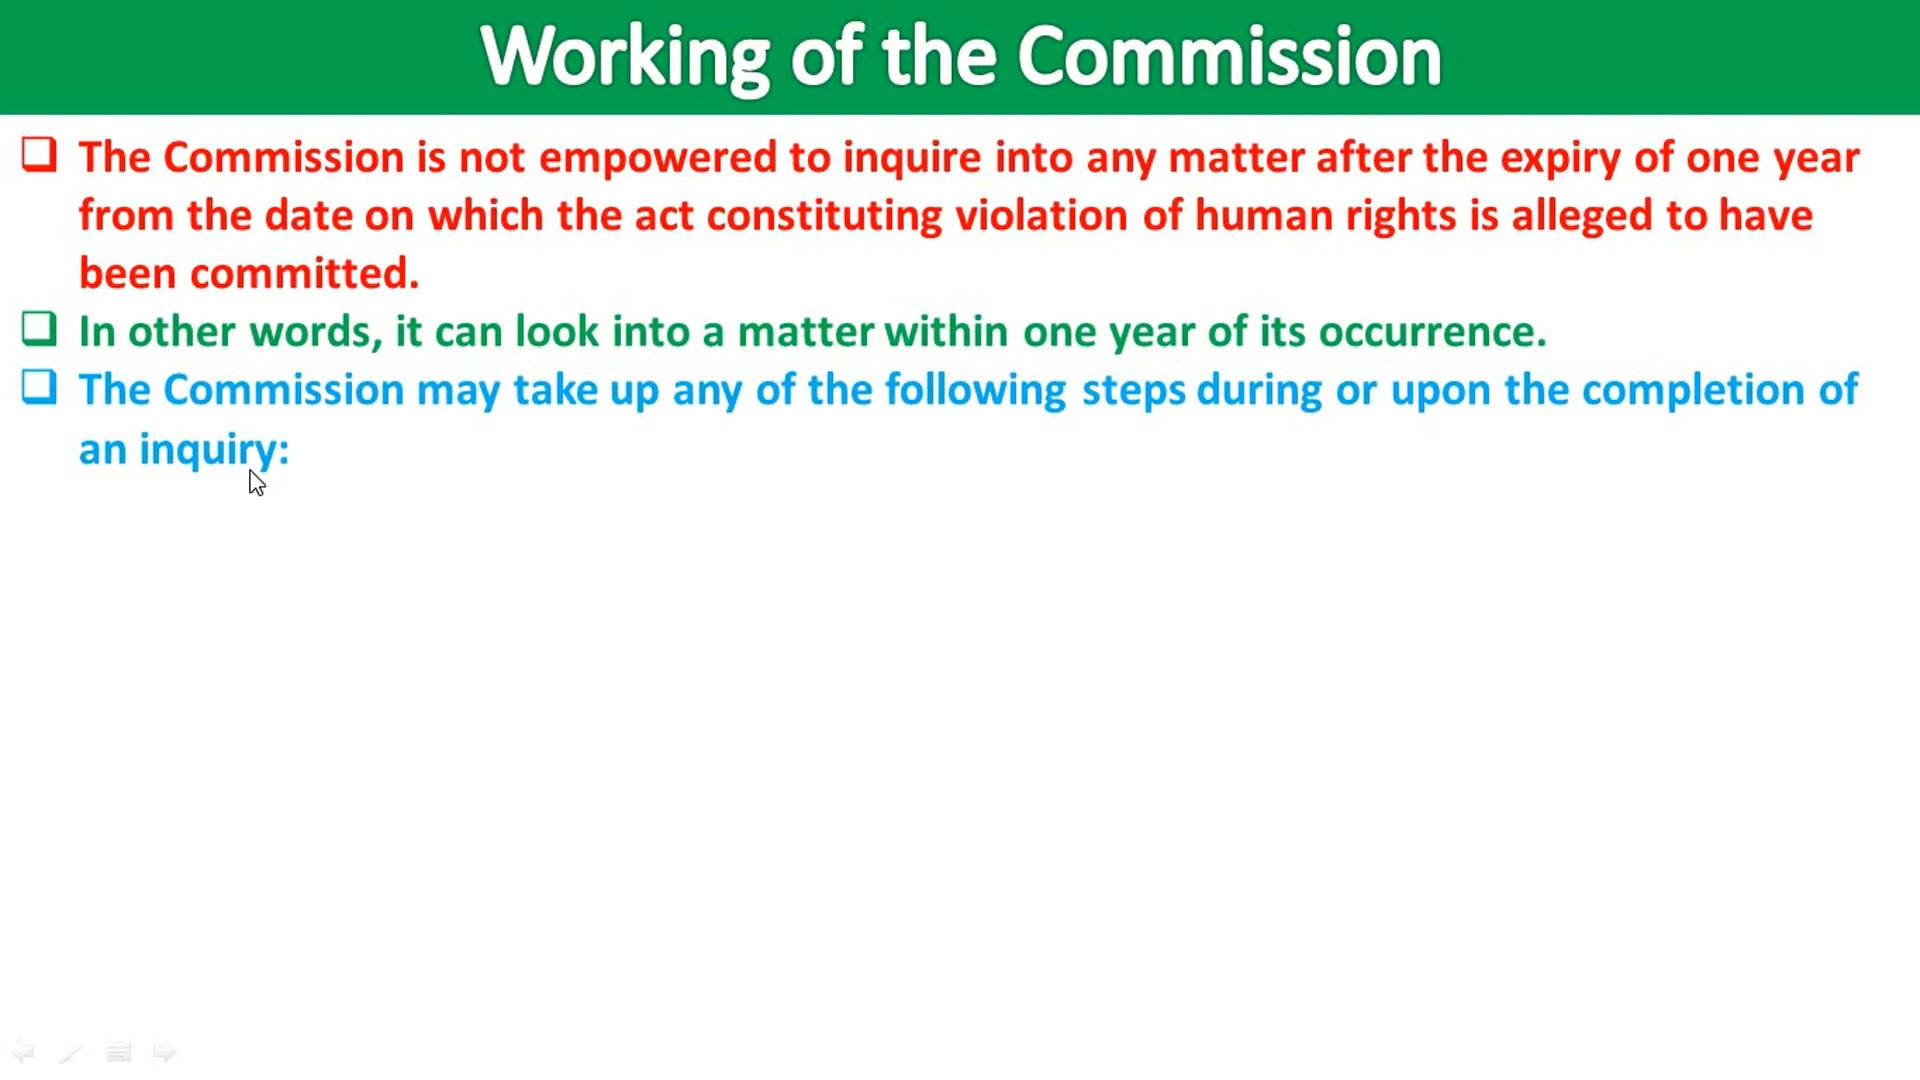 Working of the Commission
The Commission is not empowered to inquire into any matter after the expiry of one year
from the date on which the act constituting violation of human rights is alleged to have
been committed.
In other words, it can look into a matter within one year of its occurrence.
The Commission may take up any of the following steps during or upon the completion of
an inquiry: